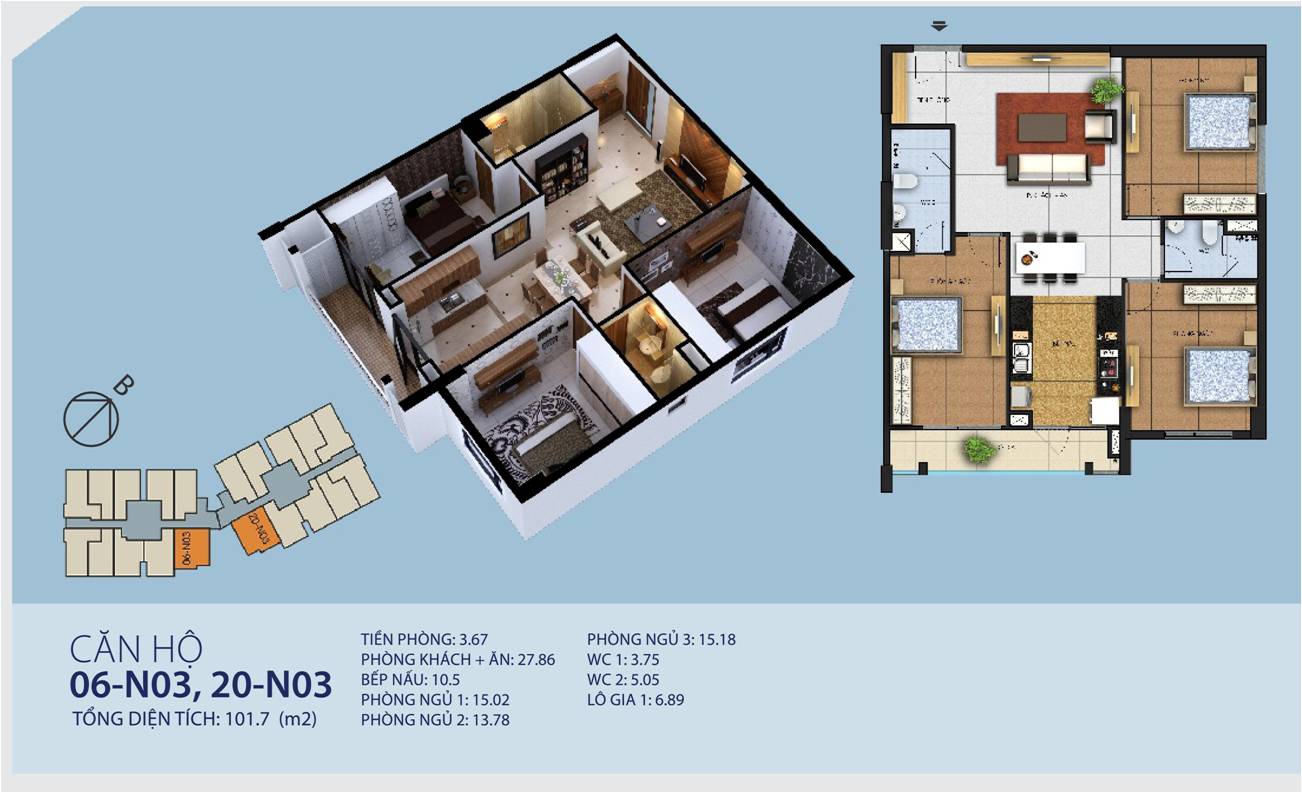 B
06-N03
20-N03
CĂN HỘ
06-N03, 20-N03
TỔNG DIỆN TÍCH: 101.7 (m2)
TIỀN PHÒNG: 3.67
PHÒNG KHÁCH + ĂN: 27.86
BẾP NẤU: 10.5
PHÒNG NGỦ 1: 15.02
PHÒNG NGỦ 2: 13.78
PHÒNG NGỦ 3: 15.18
WC 1: 3.75
WC 2: 5.05
LÔ GIA 1: 6.89